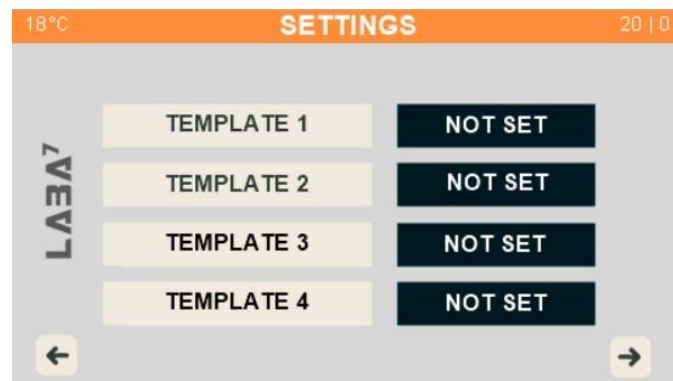 18°C SETTINGS 20 | 0
TEMPLATE 1 NOT SET
TEMPLATE 2 NOT SET
TEMPLATE 3 NOT SET
TEMPLATE 4 NOT SET
LABA7